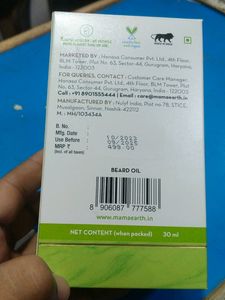 MARKETED BY : Honasa Consumer Pvt. Ltd., 4th Floor,
BLM Tower, Plot No. 63, Sector-44, Gurugram, Haryana,
India - 122003
FOR QUERIES, CONTACT : Customer Care Manager,
Honasa Consumer Pvt. Ltd., 4th Floor, BLM Tower, Plot
No. 63, Sector-44, Gurugram, Haryana, India - 122003
Call : +91 8901555444 | Email : care@mamaearth.in
MANUFACTURED BY : Nulyf India, Plot no 78, STICE,
Musalgaon, Sinnar, Nashik-422112
M. L.: MH/103434A
B. No. :
Mfg. Date : 10/2023
Use Before : 09/2025
MRP ₹ : 499.00
(Incl. of all taxes)
BEARD OIL
8 906087 777588
www.mamaearth.in
NET CONTENT (when packed) 30 ml